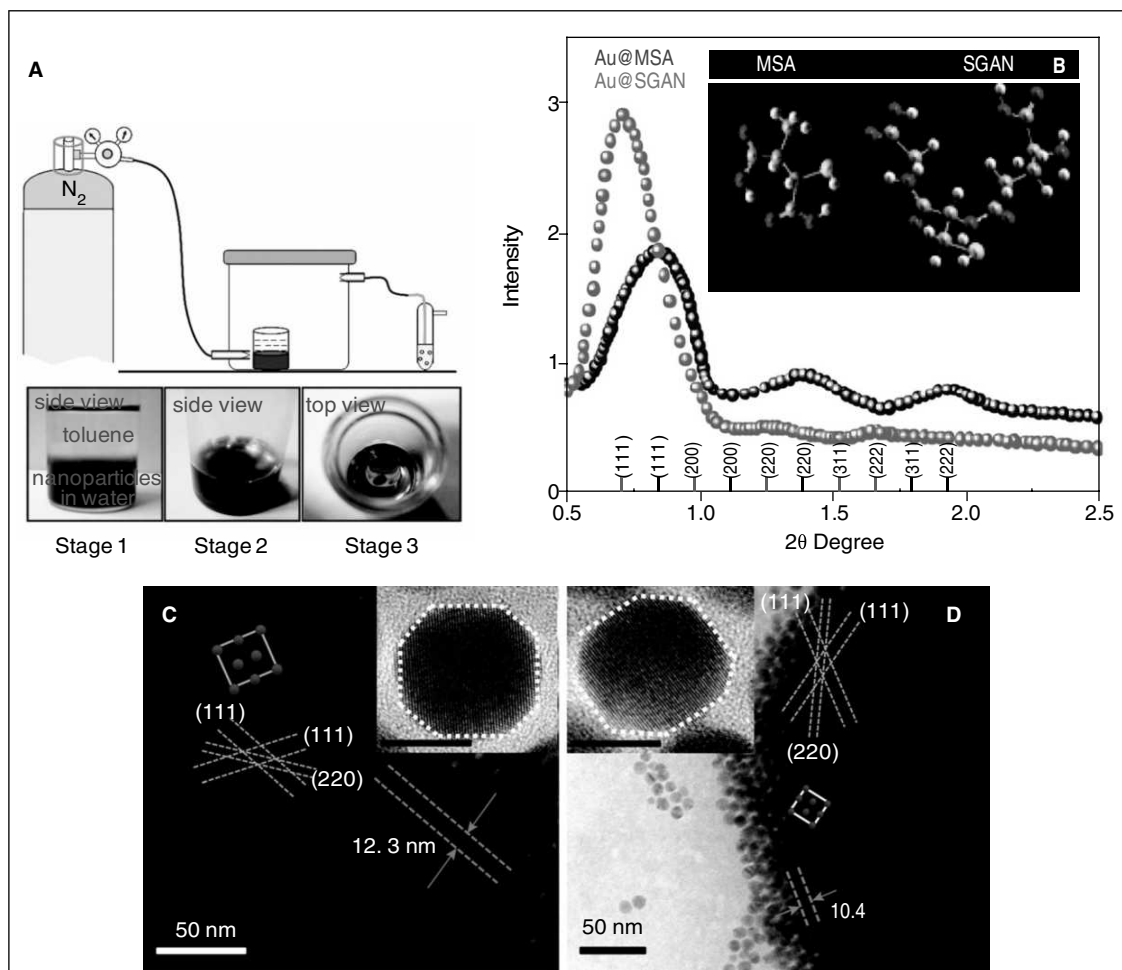 A
N2
side view
toluene
nanoparticles
in water
side view
top view
Stage 1
Stage 2
Stage 3
Au@MSA
Au@SGAN
MSA
SGAN
B
Intensity
3
2
1
0
(111)
(111)
(200)
(200)
(220)
(220)
(311)
(222)
(311)
(222)
0.5
1.0
1.5
2.0
2.5
2θ Degree
C
(111)
(111)
(220)
12. 3 nm
50 nm
(111)
(111)
D
(220)
10.4
50 nm